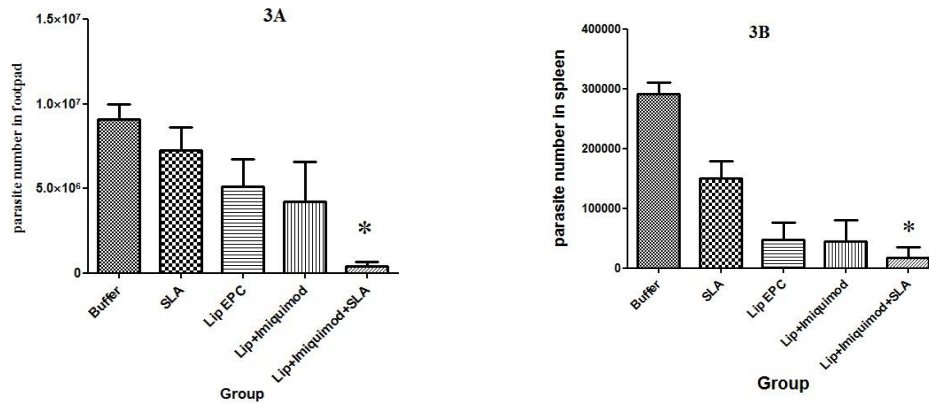 3A
1.5×10⁷
1.0×10⁷
5.0×10⁶
0
parasite number in footpad
*
Buffer
SLA
Lip EPC
Lip+Imiquimod
Lip+Imiquimod+SLA
Group
3B
400000
300000
200000
100000
0
parasite number in spleen
*
Buffer
SLA
Lip EPC
Lip+Imiquimod
Lip+Imiquimod+SLA
Group